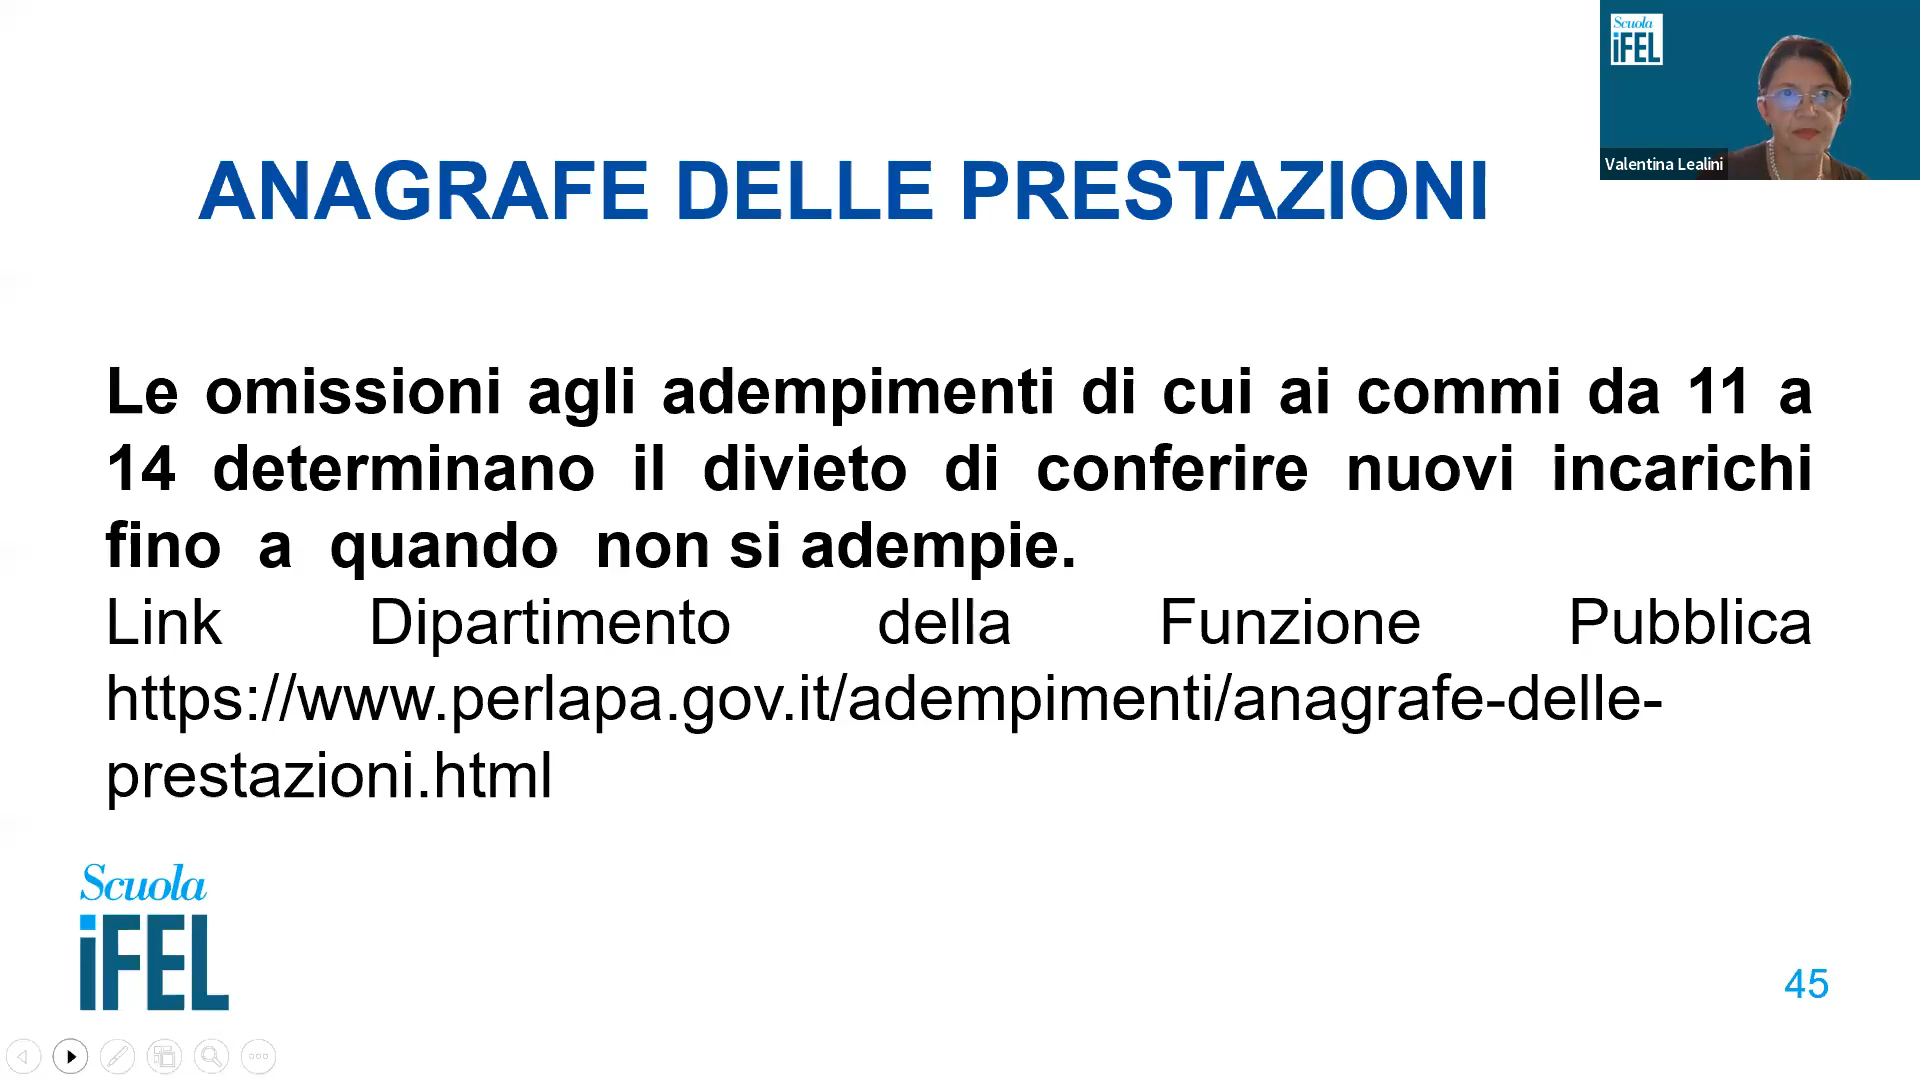 Scuola
iFEL
Valentina Lealini
ANAGRAFE DELLE PRESTAZIONI
Le omissioni agli adempimenti di cui ai commi da 11 a
14 determinano il divieto di conferire nuovi incarichi
fino a quando non si adempie.
Link Dipartimento della Funzione Pubblica
https://www.perlapa.gov.it/adempimenti/anagrafe-delle-
prestazioni.html
Scuola
iFEL
45